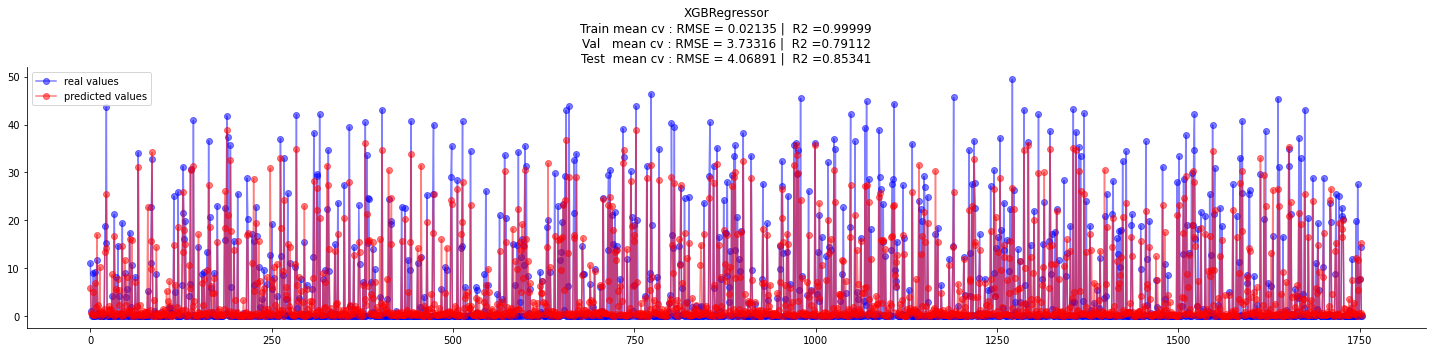 XGBRegressor
Train mean cv : RMSE = 0.02135 |  R2 =0.99999
Val   mean cv : RMSE = 3.73316 |  R2 =0.79112
Test  mean cv : RMSE = 4.06891 |  R2 =0.85341
real values
predicted values
50
40
30
20
10
0
0 250 500 750 1000 1250 1500 1750